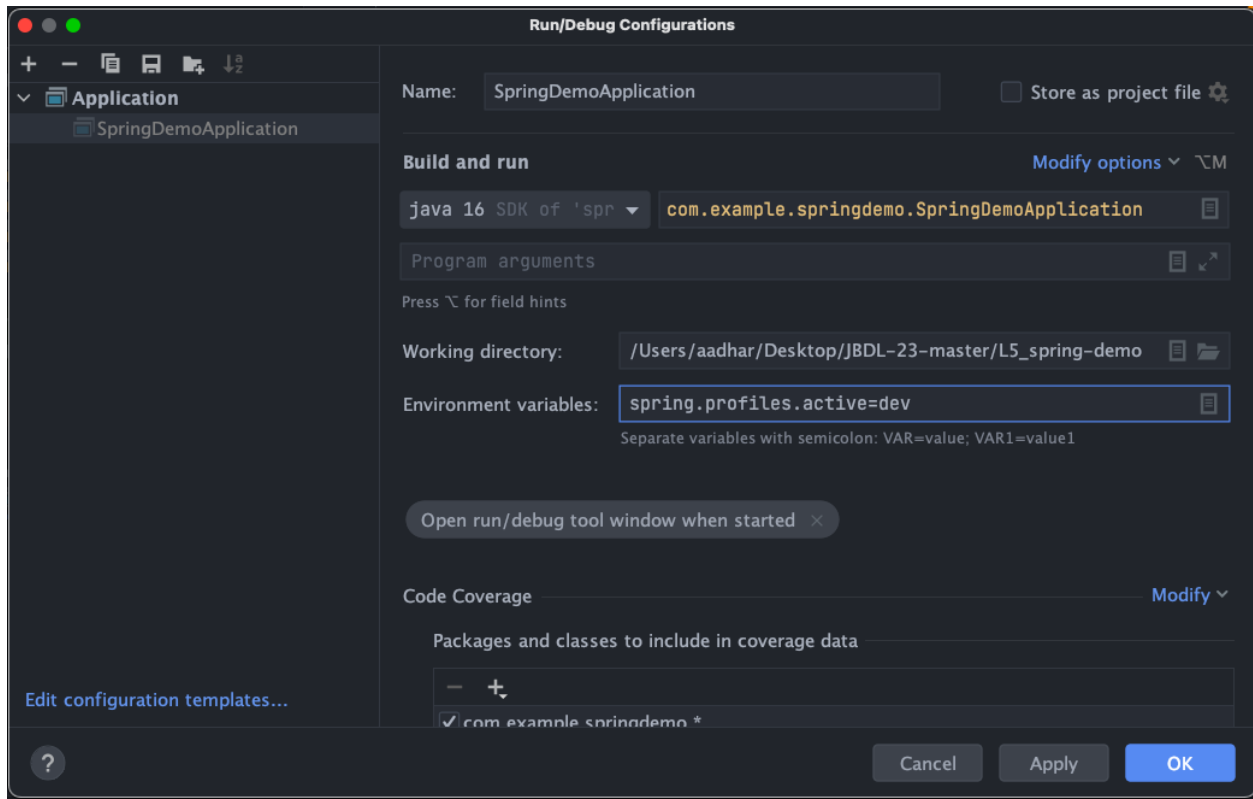 Run/Debug Configurations
Application
SpringDemoApplication
Edit configuration templates...
Name: SpringDemoApplication
Store as project file
Build and run
Modify options ⌥M
java 16 SDK of 'spr
com.example.springdemo.SpringDemoApplication
Program arguments
Press ⌥ for field hints
Working directory: /Users/aadhar/Desktop/JBDL-23-master/L5_spring-demo
Environment variables: spring.profiles.active=dev
Separate variables with semicolon: VAR=value; VAR1=value1
Open run/debug tool window when started ×
Code Coverage
Modify
Packages and classes to include in coverage data
com.example.springdemo.*
? Cancel Apply OK